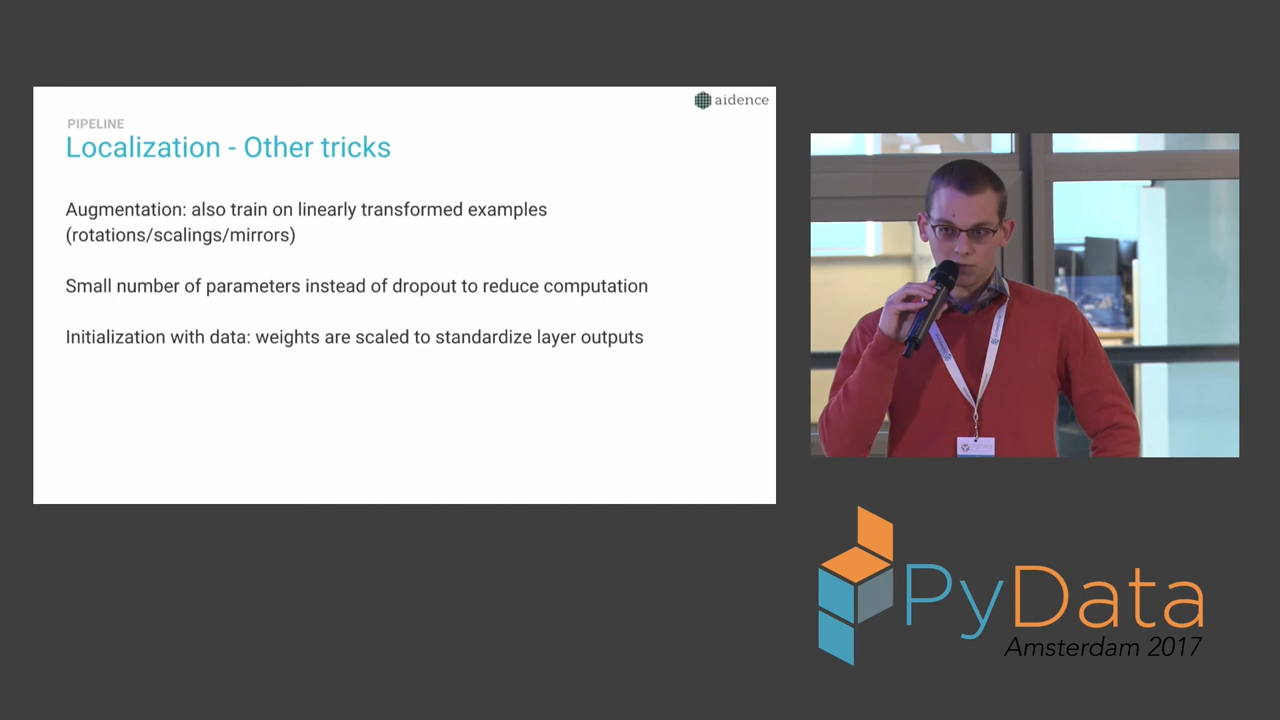 aidence
PIPELINE
Localization - Other tricks
Augmentation: also train on linearly transformed examples
(rotations/scalings/mirrors)
Small number of parameters instead of dropout to reduce computation
Initialization with data: weights are scaled to standardize layer outputs
PyData
Amsterdam 2017